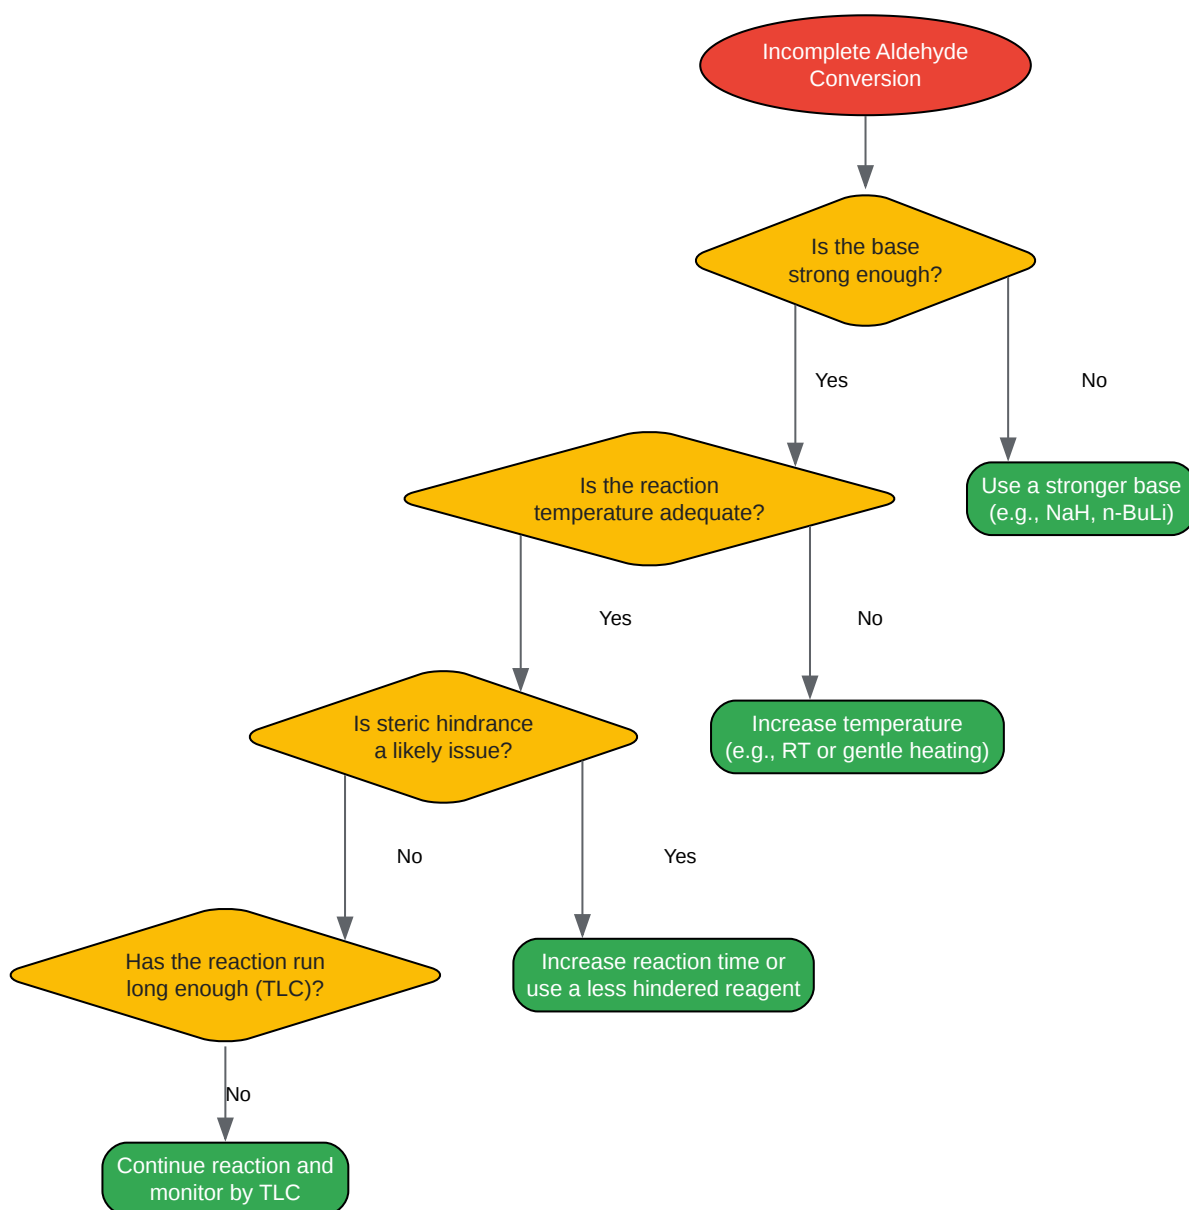 Incomplete Aldehyde
Conversion
Is the base
strong enough?
Yes
No
Is the reaction
temperature adequate?
Use a stronger base
(e.g., NaH, n-BuLi)
Yes
No
Is steric hindrance
a likely issue?
Increase temperature
(e.g., RT or gentle heating)
No
Yes
Has the reaction run
long enough (TLC)?
Increase reaction time or
use a less hindered reagent
No
Continue reaction and
monitor by TLC